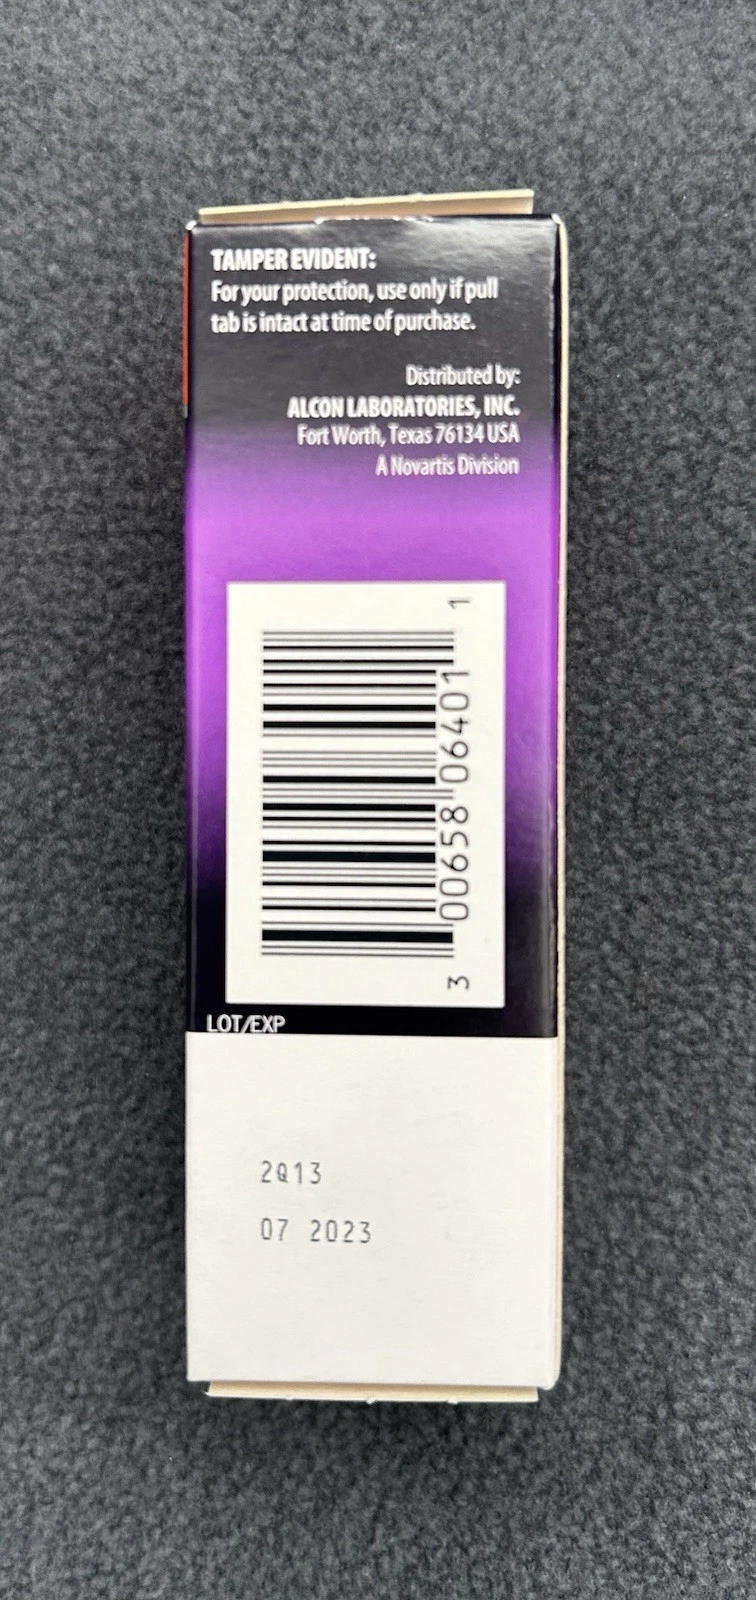 TAMPER EVIDENT:
For your protection, use only if pull
tab is intact at time of purchase.
Distributed by:
ALCON LABORATORIES, INC.
Fort Worth, Texas 76134 USA
A Novartis Division
3 00658 06401 1
LOT/EXP
2Q13
07 2023